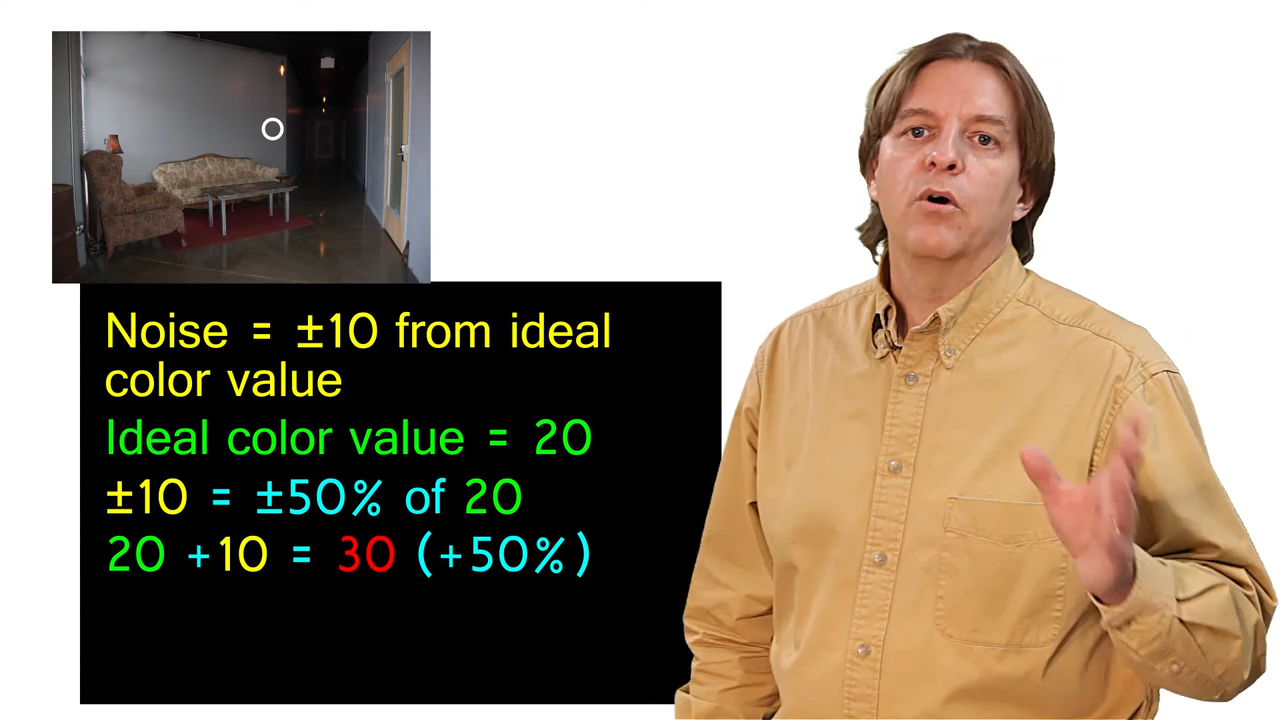 Noise = ±10 from ideal
color value
Ideal color value = 20
±10 = ±50% of 20
20 +10 = 30 (+50%)